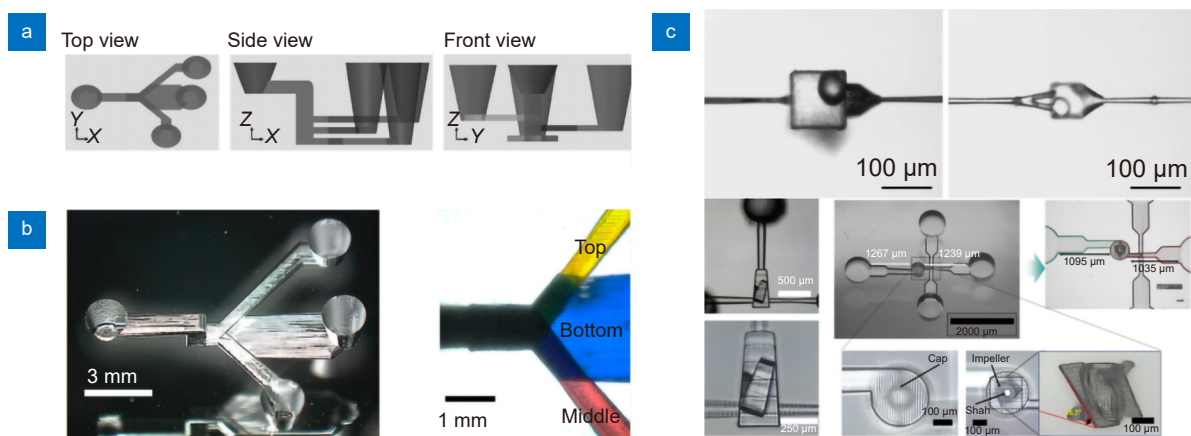 a
Top view
Side view
Front view
Y
X
Z
X
Z
Y
b
3 mm
Top
Bottom
Middle
1 mm
c
100 μm
100 μm
500 μm
1267 μm
1239 μm
2000 μm
1095 μm
1035 μm
250 μm
Cap
100 μm
Impeller
Shah
100 μm
100 μm